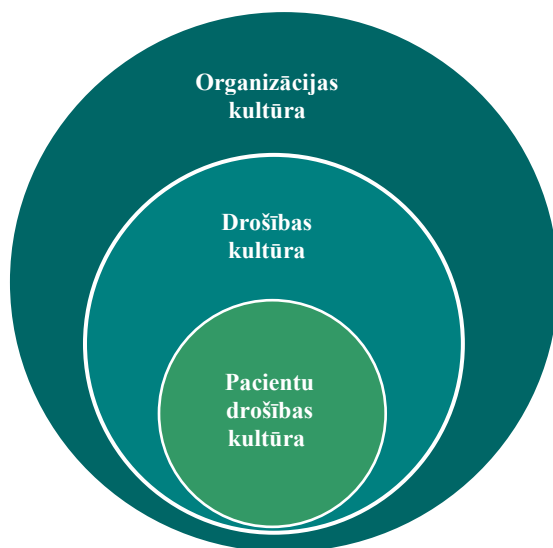 Organizācijas
kultūra
Drošības
kultūra
Pacientu
drošības
kultūra